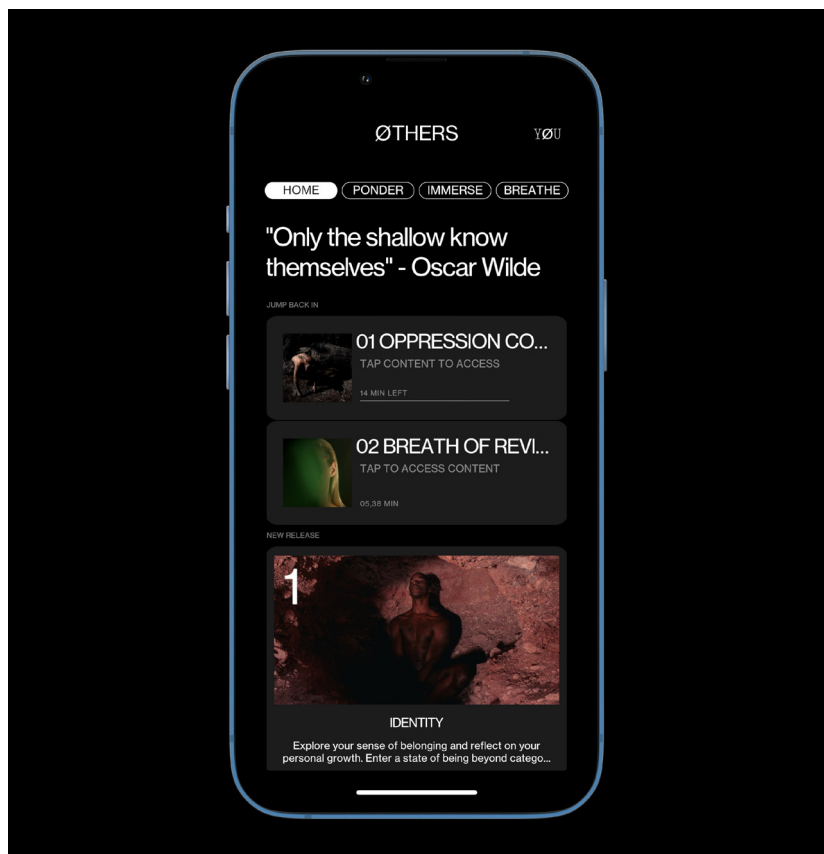 ØTHERS
YØU
HOME PONDER IMMERSE BREATHE
"Only the shallow know
themselves" - Oscar Wilde
JUMP BACK IN
01 OPPRESSION CO...
TAP CONTENT TO ACCESS
14 MIN LEFT
02 BREATH OF REVI...
TAP TO ACCESS CONTENT
05,38 MIN
NEW RELEASE
1
IDENTITY
Explore your sense of belonging and reflect on your
personal growth. Enter a state of being beyond catego...